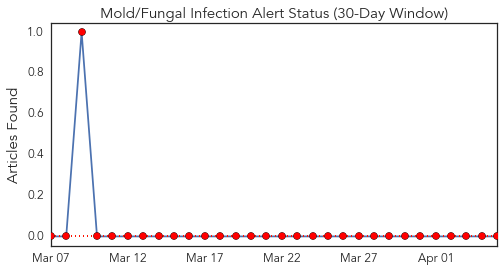 Mold/Fungal Infection Alert Status (30-Day Window)
Articles Found
1.0
0.8
0.6
0.4
0.2
0.0
Mar 07 Mar 12 Mar 17 Mar 22 Mar 27 Apr 01